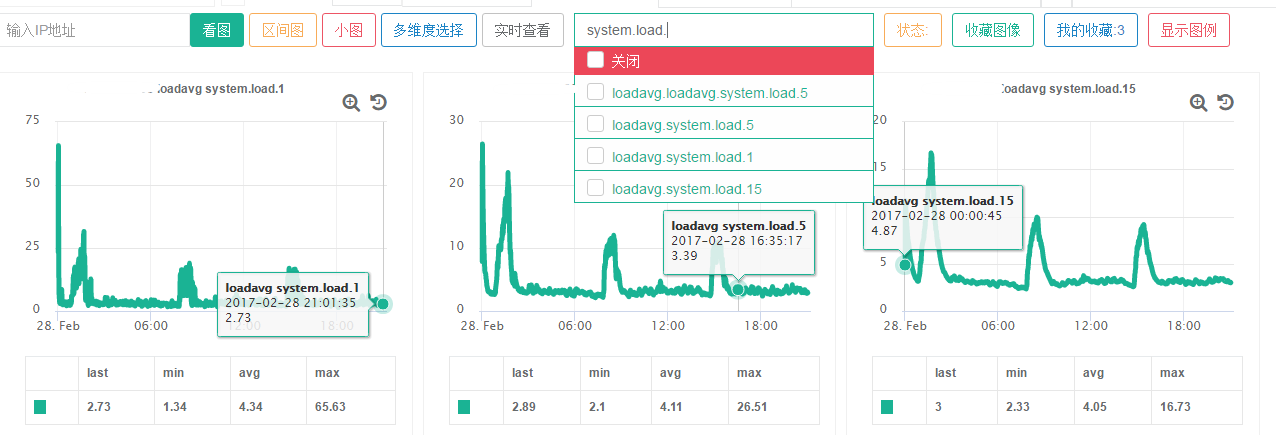 输入IP地址 看图 区间图 小图 多维度选择 实时查看 system.load. 状态: 收藏图像 我的收藏:3 显示图例
关闭
loadavg.loadavg.system.load.5
loadavg.system.load.5
loadavg.system.load.1
loadavg.system.load.15
loadavg system.load.1
75
50
25
0
28. Feb 06:00 12:00 18:00
loadavg system.load.1
2017-02-28 21:01:35
2.73
last min avg max
2.73 1.34 4.34 65.63
30
20
10
0
28. Feb 06:00 12:00 18:00
loadavg system.load.5
2017-02-28 16:35:17
3.39
last min avg max
2.89 2.1 4.11 26.51
loadavg system.load.15
20
15
5
0
28. Feb 06:00 12:00 18:00
loadavg system.load.15
2017-02-28 00:00:45
4.87
last min avg max
3 2.33 4.05 16.73